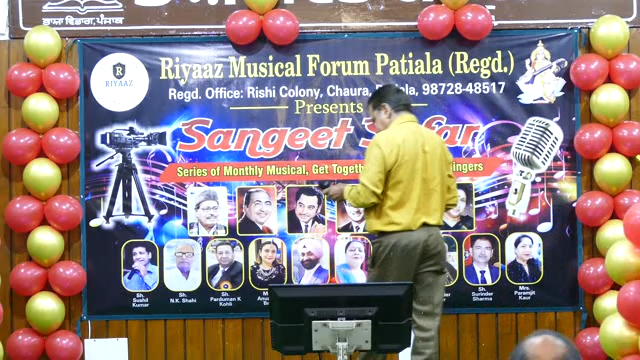 ਭਾਸ਼ਾ ਵਿਭਾਗ, ਪੰਜਾਬ
R
RIYAAZ
Riyaaz Musical Forum Patiala (Regd.)
Regd. Office: Rishi Colony, Chaura, 98728-48517
Presents
Sangeet
Series of Monthly Musical, Get Together ingers
Sh. Sushil Kumar
Sh. N.K. Shahi
Sh. Parduman K Kohli
Sh. Surinder Sharma
Mrs. Paramjit Kaur